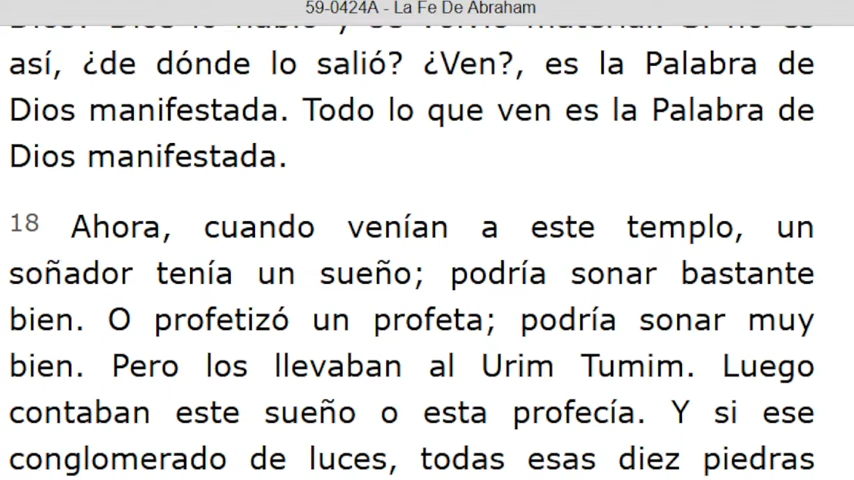 59-0424A - La Fe De Abraham
así, ¿de dónde lo salió? ¿Ven?, es la Palabra de
Dios manifestada. Todo lo que ven es la Palabra de
Dios manifestada.
18 Ahora, cuando venían a este templo, un
soñador tenía un sueño; podría sonar bastante
bien. O profetizó un profeta; podría sonar muy
bien. Pero los llevaban al Urim Tumim. Luego
contaban este sueño o esta profecía. Y si ese
conglomerado de luces, todas esas diez piedras